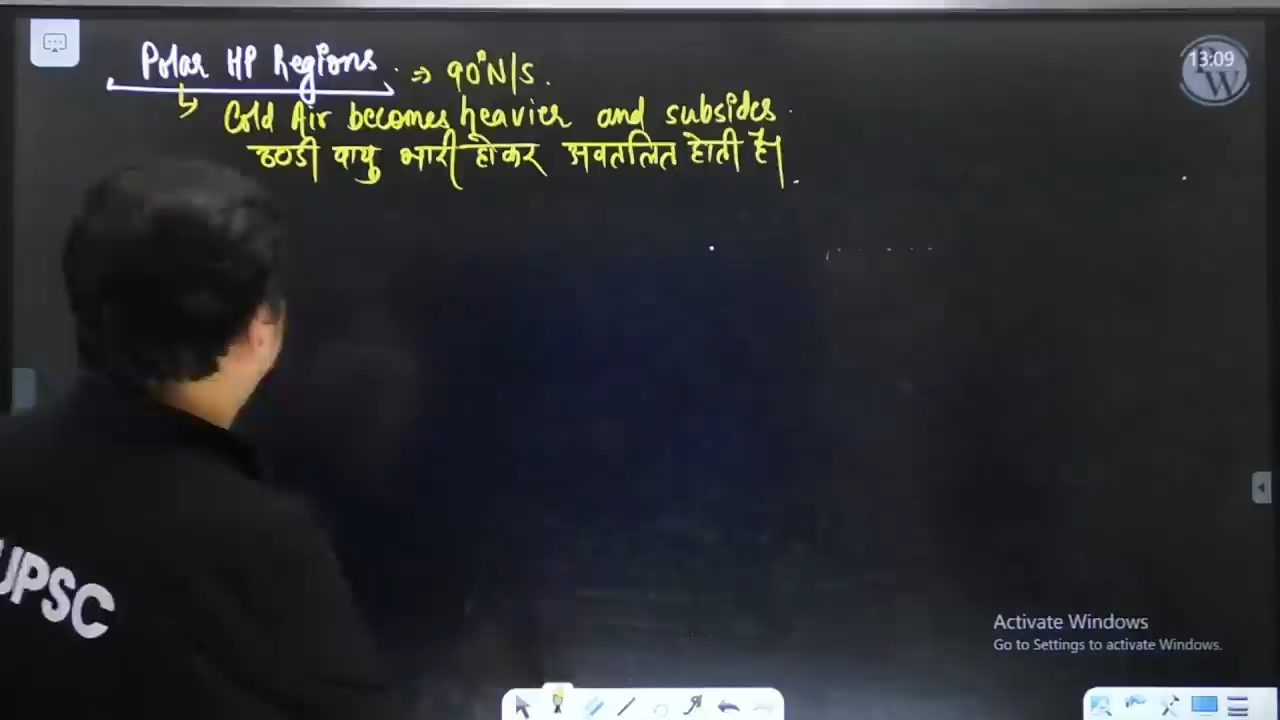 Polar HP Regions. ⇒ 90°N/S.
↳ Cold Air becomes heavier and subsides.
ठण्डी वायु भारी होकर अवतलित होती है।
13:09
PW
UPSC
Activate Windows
Go to Settings to activate Windows.